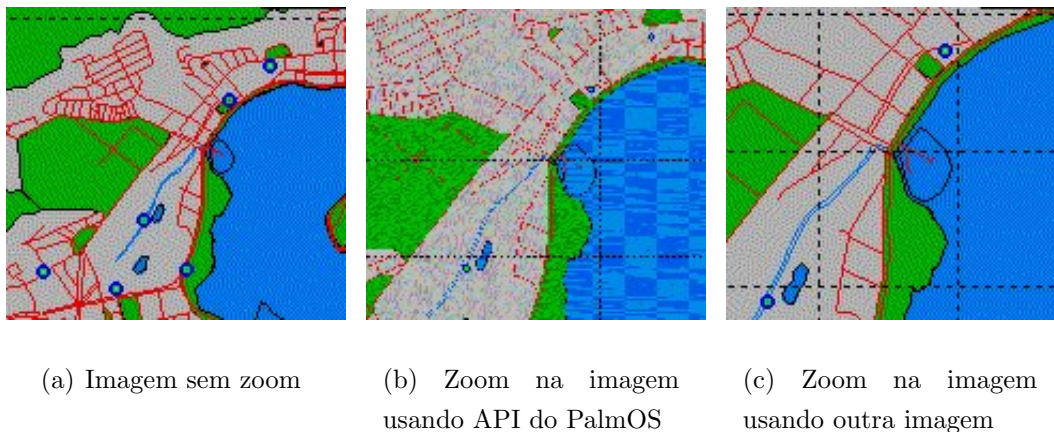 (a) Imagem sem zoom
(b) Zoom na imagem
usando API do PalmOS
(c) Zoom na imagem
usando outra imagem